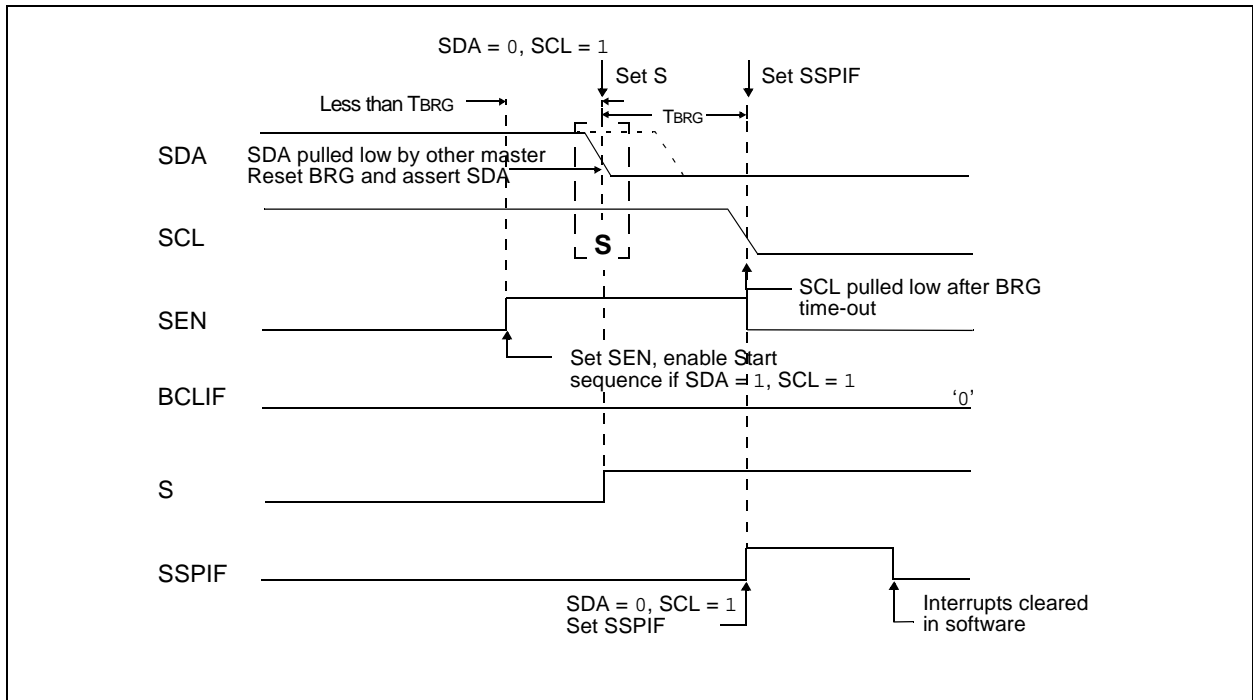 SDA = 0, SCL = 1
Set S
Set SSPIF
Less than TBRG
TBRG
SDA
SDA pulled low by other master
Reset BRG and assert SDA
SCL
S
SCL pulled low after BRG
time-out
SEN
Set SEN, enable Start
sequence if SDA = 1, SCL = 1
BCLIF
‘0’
S
SSPIF
SDA = 0, SCL = 1
Set SSPIF
Interrupts cleared
in software